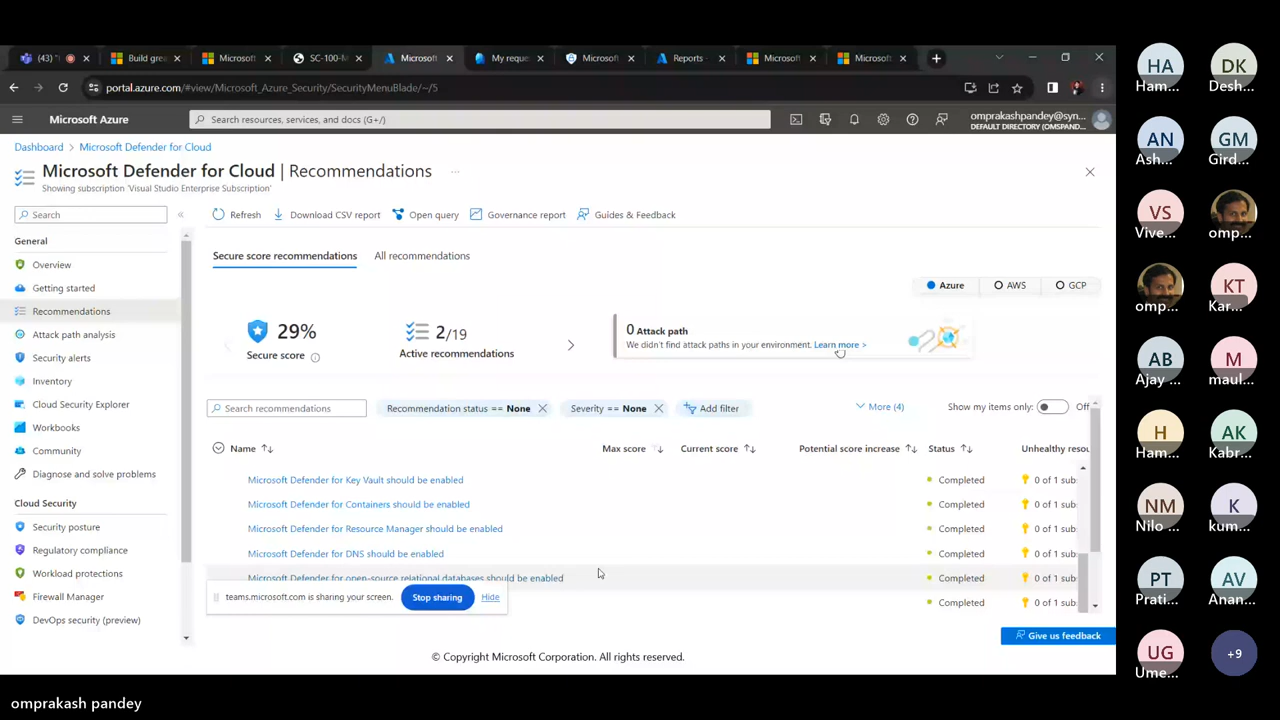 (43) "
Build grea
Microsoft
SC-100-M
Microsoft
My reque
Microsoft
Reports -
Microsoft
Microsoft
portal.azure.com/#view/Microsoft_Azure_Security/SecurityMenuBlade/~/5
Microsoft Azure
Search resources, services, and docs (G+/)
omprakashpandey@syn...
DEFAULT DIRECTORY (OMSPAND...
Dashboard > Microsoft Defender for Cloud
Microsoft Defender for Cloud | Recommendations ...
Showing subscription 'Visual Studio Enterprise Subscription'
Search
«
General
Overview
Getting started
Recommendations
Attack path analysis
Security alerts
Inventory
Cloud Security Explorer
Workbooks
Community
Diagnose and solve problems
Cloud Security
Security posture
Regulatory compliance
Workload protections
Firewall Manager
DevOps security (preview)
Refresh
Download CSV report
Open query
Governance report
Guides & Feedback
Secure score recommendations
All recommendations
Azure
AWS
GCP
29%
Secure score
2/19
Active recommendations
0 Attack path
We didn't find attack paths in your environment. Learn more >
Search recommendations
Recommendation status == None
Severity == None
Add filter
More (4)
Show my items only:
Off
Name
Max score
Current score
Potential score increase
Status
Unhealthy resou
Microsoft Defender for Key Vault should be enabled
Completed
0 of 1 sub
Microsoft Defender for Containers should be enabled
Completed
0 of 1 sub
Microsoft Defender for Resource Manager should be enabled
Completed
0 of 1 sub
Microsoft Defender for DNS should be enabled
Completed
0 of 1 sub
Microsoft Defender for open-source relational databases should be enabled
Completed
0 of 1 sub
Completed
0 of 1 sub
teams.microsoft.com is sharing your screen.
Stop sharing
Hide
Give us feedback
© Copyright Microsoft Corporation. All rights reserved.
HA
Ham...
DK
Desh...
AN
Ash...
GM
Gird...
VS
Vive...
omp...
omp...
KT
Kar...
AB
Ajay ...
M
maul...
H
Ham...
AK
Kabr...
NM
Nilo ...
K
kum...
PT
Prati...
AV
Anan...
UG
Ume...
+9
omprakash pandey